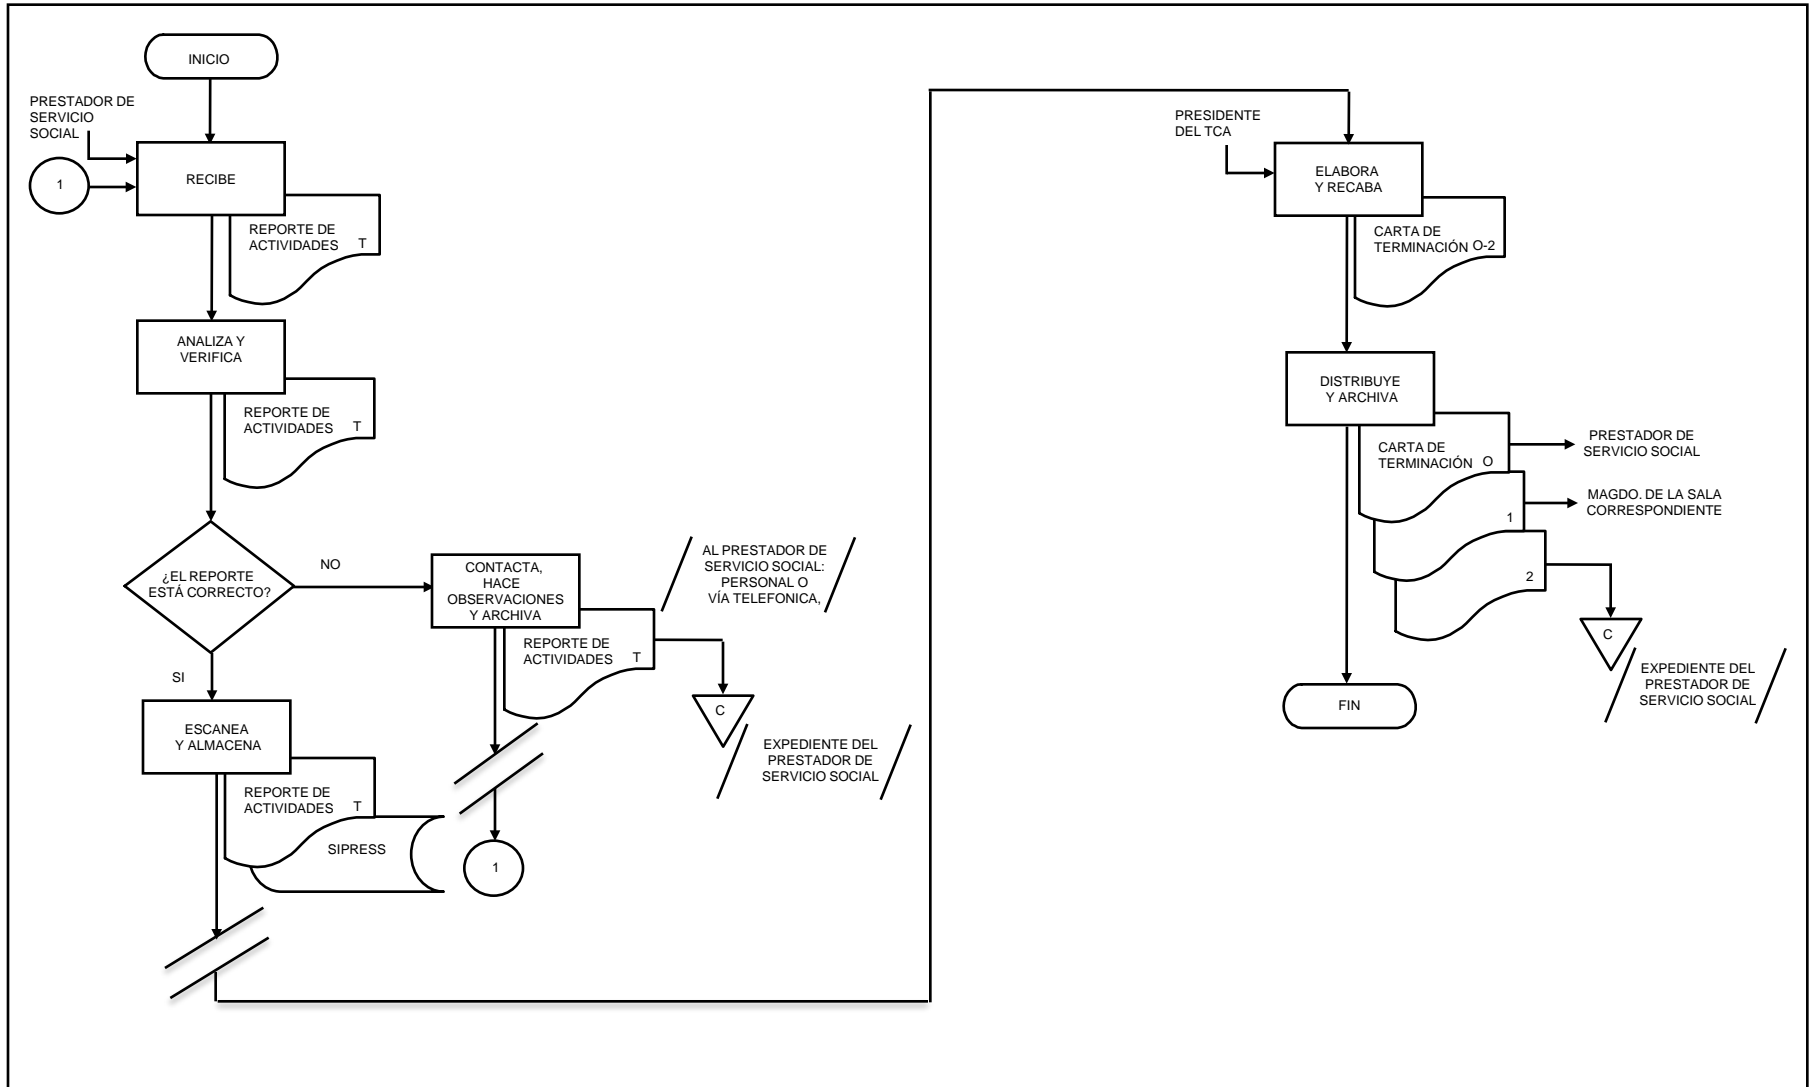 INICIO
PRESTADOR DE
SERVICIO
SOCIAL
1
RECIBE
REPORTE DE
ACTIVIDADES T
ANALIZA Y
VERIFICA
REPORTE DE
ACTIVIDADES T
¿EL REPORTE
ESTÁ CORRECTO?
NO
SI
CONTACTA,
HACE
OBSERVACIONES
Y ARCHIVA
AL PRESTADOR DE
SERVICIO SOCIAL:
PERSONAL O
VÍA TELEFONICA,
REPORTE DE
ACTIVIDADES T
C
EXPEDIENTE DEL
PRESTADOR DE
SERVICIO SOCIAL
1
ESCANEA
Y ALMACENA
REPORTE DE
ACTIVIDADES T
SIPRESS
PRESIDENTE
DEL TCA
ELABORA
Y RECABA
CARTA DE
TERMINACIÓN O-2
DISTRIBUYE
Y ARCHIVA
CARTA DE
TERMINACIÓN O
PRESTADOR DE
SERVICIO SOCIAL
1
MAGDO. DE LA SALA
CORRESPONDIENTE
2
C
EXPEDIENTE DEL
PRESTADOR DE
SERVICIO SOCIAL
FIN